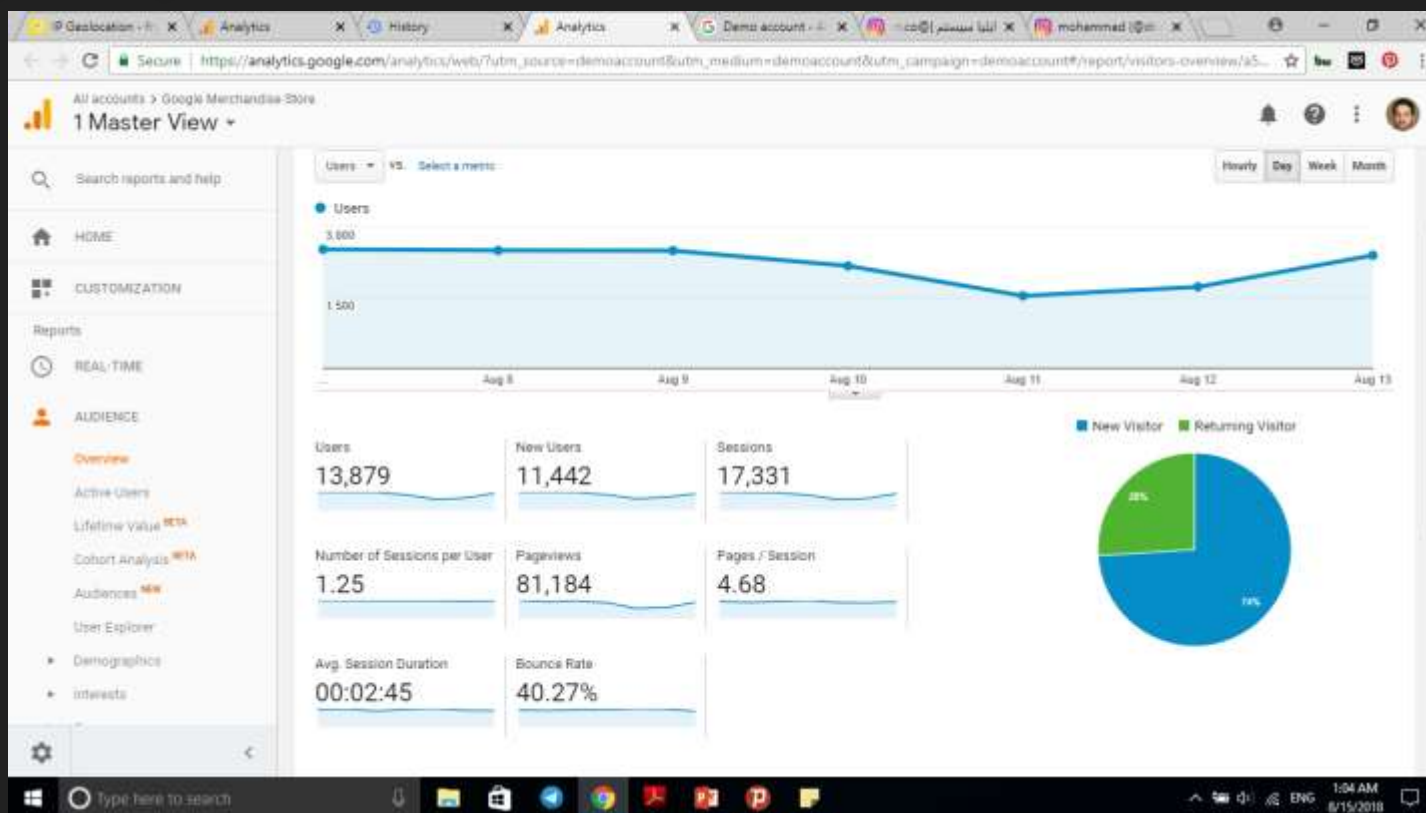 IP Geolocation
Analytics
History
Analytics
Demo account
ایلیا سیستم
mohammed
Secure
https://analytics.google.com/analytics/web/?utm_source=demoaccount&utm_medium=demoaccount&utm_campaign=demoaccount#/report/visitors-overview/a5...
All accounts > Google Merchandise Store
1 Master View
Search reports and help
HOME
CUSTOMIZATION
Reports
REAL-TIME
AUDIENCE
Overview
Active Users
Lifetime Value BETA
Cohort Analysis BETA
Audiences NEW
User Explorer
Demographics
Interests
Users VS. Select a metric
Hourly Day Week Month
Users
3,000
1,500
... Aug 8 Aug 9 Aug 10 Aug 11 Aug 12 Aug 13
New Visitor Returning Visitor
Users New Users Sessions
13,879 11,442 17,331
Number of Sessions per User Pageviews Pages / Session
1.25 81,184 4.68
Avg. Session Duration Bounce Rate
00:02:45 40.27%
74%
Type here to search
ENG
1:04 AM
8/15/2018